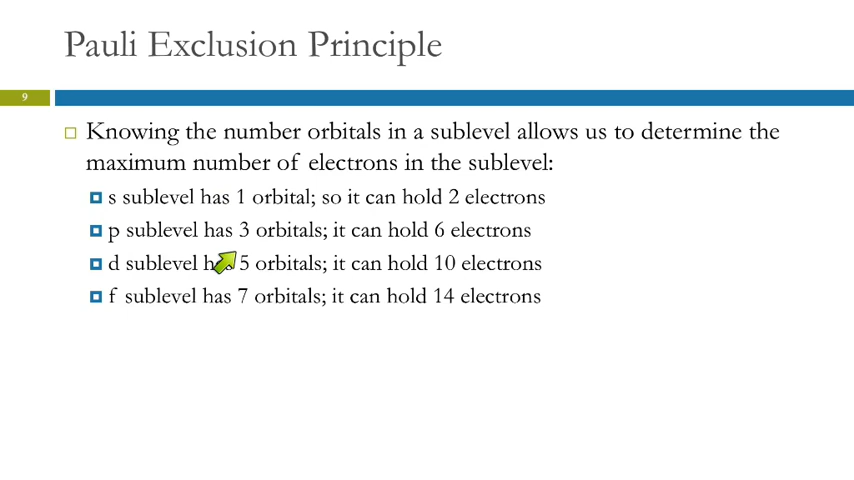 Pauli Exclusion Principle
9
Knowing the number orbitals in a sublevel allows us to determine the
maximum number of electrons in the sublevel:
s sublevel has 1 orbital; so it can hold 2 electrons
p sublevel has 3 orbitals; it can hold 6 electrons
d sublevel has 5 orbitals; it can hold 10 electrons
f sublevel has 7 orbitals; it can hold 14 electrons